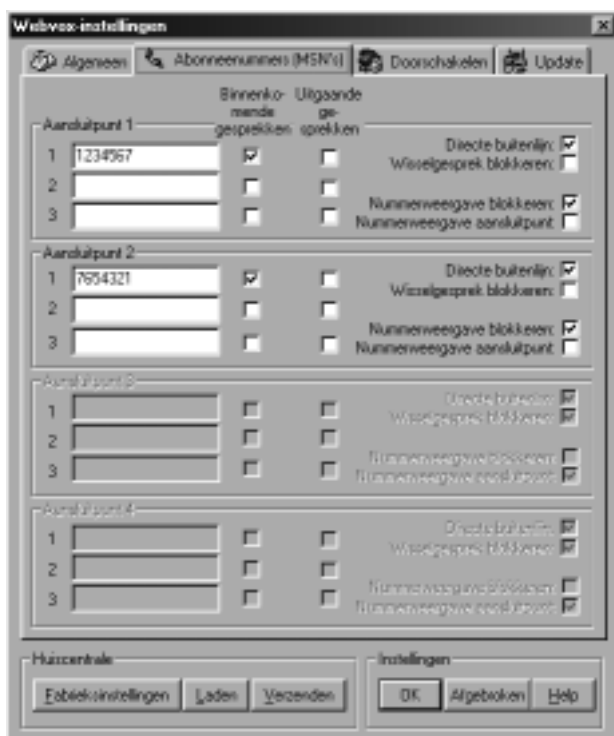 Webvox-instellingen
Algemeen Abonneenummers (MSN's) Doorschakelen Update
Binnenko- Uitgaande
mende ge-
gesprekken sprekken
Aansluitpunt 1
1 1234567
2
3
Directe buitenlijn:
Wisselgesprek blokkeren:
Nummerweergave blokkeren:
Nummerweergave aansluitpunt:
Aansluitpunt 2
1 7654321
2
3
Directe buitenlijn:
Wisselgesprek blokkeren:
Nummerweergave blokkeren:
Nummerweergave aansluitpunt:
Aansluitpunt 3
1
2
3
Directe buitenlijn:
Wisselgesprek blokkeren:
Nummerweergave blokkeren:
Nummerweergave aansluitpunt:
Aansluitpunt 4
1
2
3
Directe buitenlijn:
Wisselgesprek blokkeren:
Nummerweergave blokkeren:
Nummerweergave aansluitpunt:
Huiscentrale
Fabrieksinstellingen Laden Verzenden
Instellingen
OK Afgebroken Help